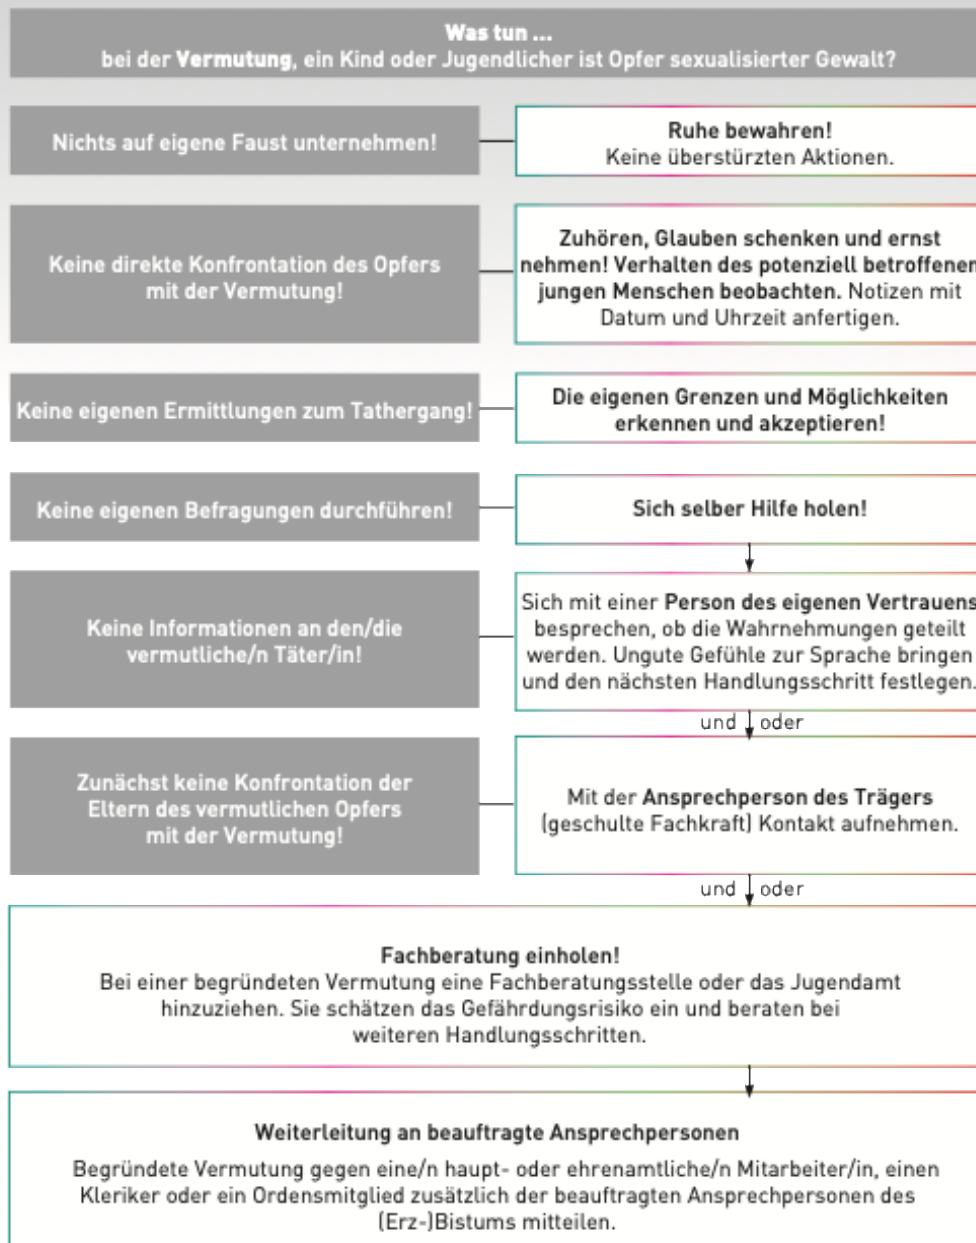 Was tun ...
bei der Vermutung, ein Kind oder Jugendlicher ist Opfer sexualisierter Gewalt?
Nichts auf eigene Faust unternehmen!
Ruhe bewahren!
Keine überstürzten Aktionen.
Keine direkte Konfrontation des Opfers
mit der Vermutung!
Zuhören, Glauben schenken und ernst
nehmen! Verhalten des potenziell betroffenen
jungen Menschen beobachten. Notizen mit
Datum und Uhrzeit anfertigen.
Keine eigenen Ermittlungen zum Tathergang!
Die eigenen Grenzen und Möglichkeiten
erkennen und akzeptieren!
Keine eigenen Befragungen durchführen!
Sich selber Hilfe holen!
Keine Informationen an den/die
vermutliche/n Täter/in!
Sich mit einer Person des eigenen Vertrauens
besprechen, ob die Wahrnehmungen geteilt
werden. Ungute Gefühle zur Sprache bringen
und den nächsten Handlungsschritt festlegen.
und oder
Zunächst keine Konfrontation der
Eltern des vermutlichen Opfers
mit der Vermutung!
Mit der Ansprechperson des Trägers
(geschulte Fachkraft) Kontakt aufnehmen.
und oder
Fachberatung einholen!
Bei einer begründeten Vermutung eine Fachberatungsstelle oder das Jugendamt
hinzuziehen. Sie schätzen das Gefährdungsrisiko ein und beraten bei
weiteren Handlungsschritten.
Weiterleitung an beauftragte Ansprechpersonen
Begründete Vermutung gegen eine/n haupt- oder ehrenamtliche/n Mitarbeiter/in, einen
Kleriker oder ein Ordensmitglied zusätzlich der beauftragten Ansprechpersonen des
(Erz-)Bistums mitteilen.